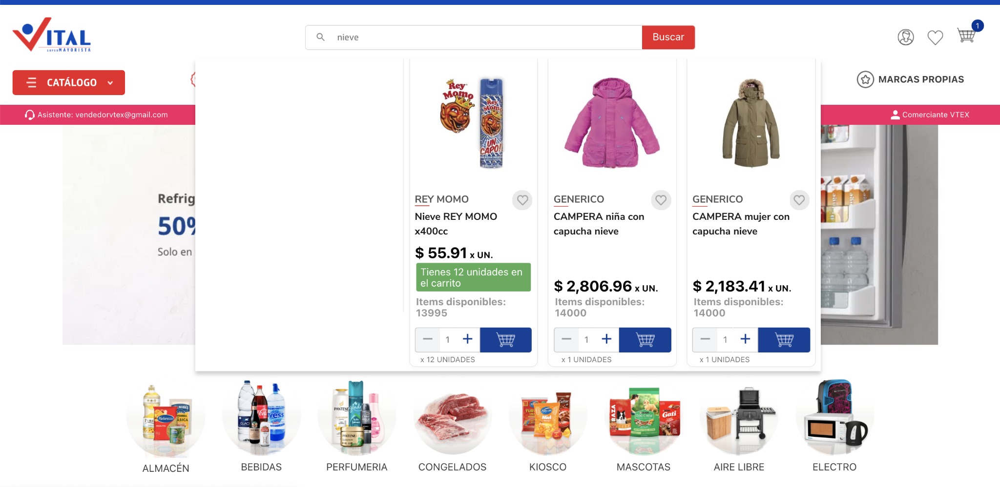 VITAL
SUPERMAYORISTA
nieve
Buscar
1
CATÁLOGO
MARCAS PROPIAS
Asistente: vendedorvtex@gmail.com
Comerciante VTEX
Refrig
50%
Solo en
Rey Momo
Rey Momo
UN CAPO!
REY MOMO
Nieve REY MOMO
x400cc
$ 55.91 x UN.
Tienes 12 unidades en
el carrito
Items disponibles:
13995
1
x 12 UNIDADES
GENERICO
CAMPERA niña con
capucha nieve
$ 2,806.96 x UN.
Items disponibles:
14000
1
x 1 UNIDADES
GENERICO
CAMPERA mujer con
capucha nieve
$ 2,183.41 x UN.
Items disponibles:
14000
1
x 1 UNIDADES
ALMACÉN
BEBIDAS
PERFUMERIA
CONGELADOS
KIOSCO
MASCOTAS
AIRE LIBRE
ELECTRO